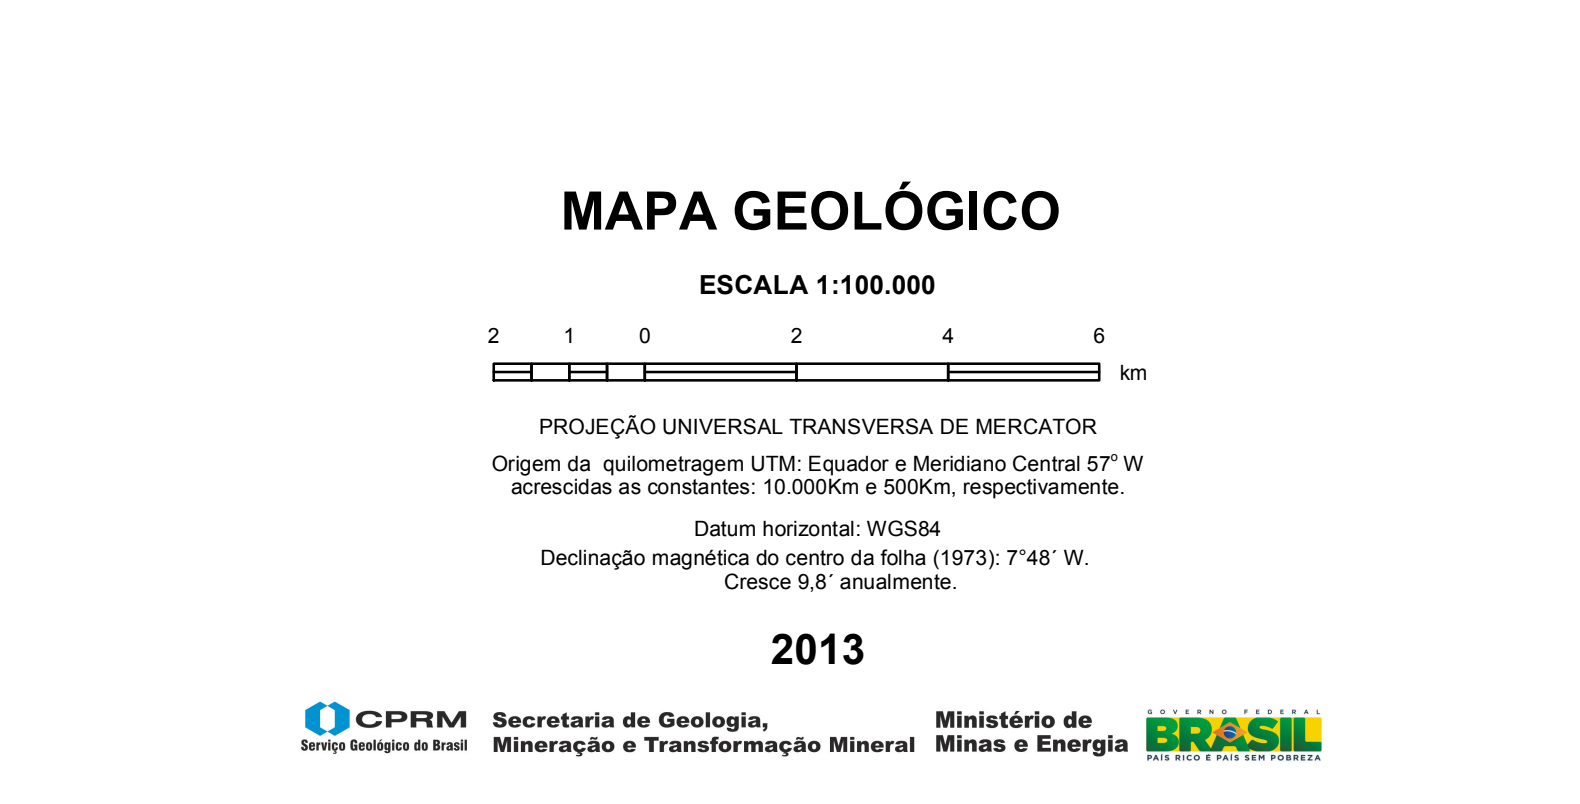 MAPA GEOLÓGICO
ESCALA 1:100.000
2 1 0 2 4 6
km
PROJEÇÃO UNIVERSAL TRANSVERSA DE MERCATOR
Origem da quilometragem UTM: Equador e Meridiano Central 57º W
acrescidas as constantes: 10.000Km e 500Km, respectivamente.
Datum horizontal: WGS84
Declinação magnética do centro da folha (1973): 7°48´ W.
Cresce 9,8´ anualmente.
2013
CPRM
Serviço Geológico do Brasil
Secretaria de Geologia,
Mineração e Transformação Mineral
Ministério de
Minas e Energia
GOVERNO FEDERAL
BRASIL
PAÍS RICO É PAÍS SEM POBREZA